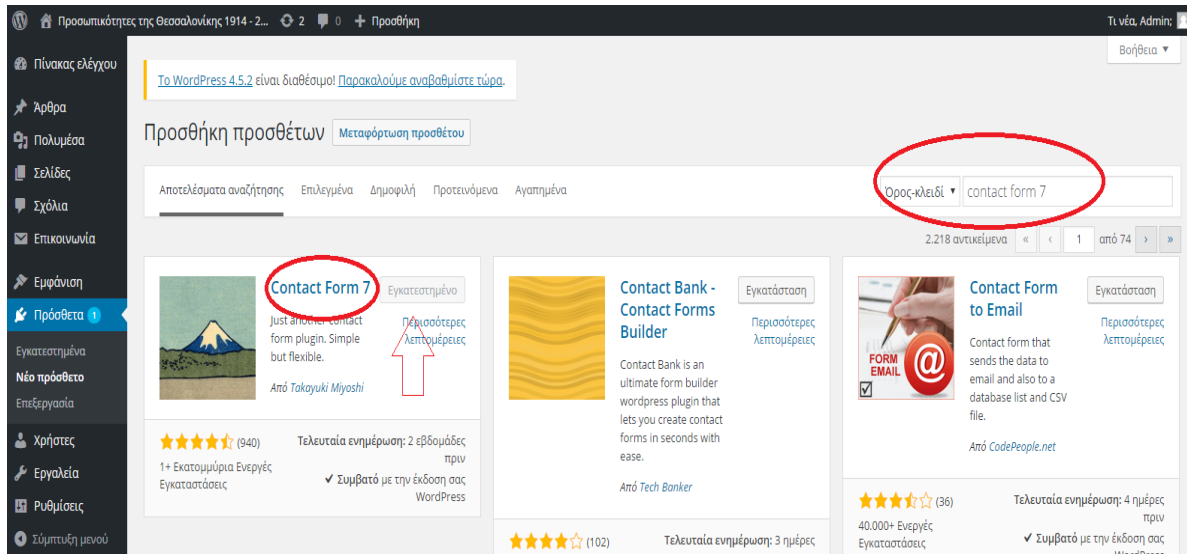 Προσωπικότητες της Θεσσαλονίκης 1914 - 2... 2 0 + Προσθήκη Τι νέα, Admin;
Βοήθεια ▼
Πίνακας ελέγχου
Άρθρα
Πολυμέσα
Σελίδες
Σχόλια
Επικοινωνία
Εμφάνιση
Πρόσθετα 1
Εγκατεστημένα
Νέο πρόσθετο
Επεξεργασία
Χρήστες
Εργαλεία
Ρυθμίσεις
Σύμπτυξη μενού
Το WordPress 4.5.2 είναι διαθέσιμο! Παρακαλούμε αναβαθμίστε τώρα.
Προσθήκη προσθέτων Μεταφόρτωση προσθέτου
Αποτελέσματα αναζήτησης Επιλεγμένα Δημοφιλή Προτεινόμενα Αγαπημένα Όρος-κλειδί ▼ contact form 7
2.218 αντικείμενα « ‹ 1 από 74 › »
Contact Form 7 Εγκατεστημένο
Just another contact
form plugin. Simple
but flexible.
Από Takayuki Miyoshi
Περισσότερες
λεπτομέρειες
(940) Τελευταία ενημέρωση: 2 εβδομάδες
πριν
1+ Εκατομμύρια Ενεργές
Εγκαταστάσεις
✔ Συμβατό με την έκδοση σας
WordPress
Contact Bank -
Contact Forms
Builder
Εγκατάσταση
Περισσότερες
λεπτομέρειες
Contact Bank is an
ultimate form builder
wordpress plugin that
lets you create contact
forms in seconds with
ease.
Από Tech Banker
(102) Τελευταία ενημέρωση: 3 ημέρες
FORM
EMAIL
@
Contact Form
to Email
Εγκατάσταση
Περισσότερες
λεπτομέρειες
Contact form that
sends the data to
email and also to a
database list and CSV
file.
Από CodePeople.net
(36) Τελευταία ενημέρωση: 4 ημέρες
πριν
40.000+ Ενεργές
Εγκαταστάσεις
✔ Συμβατό με την έκδοση σας
WordPress